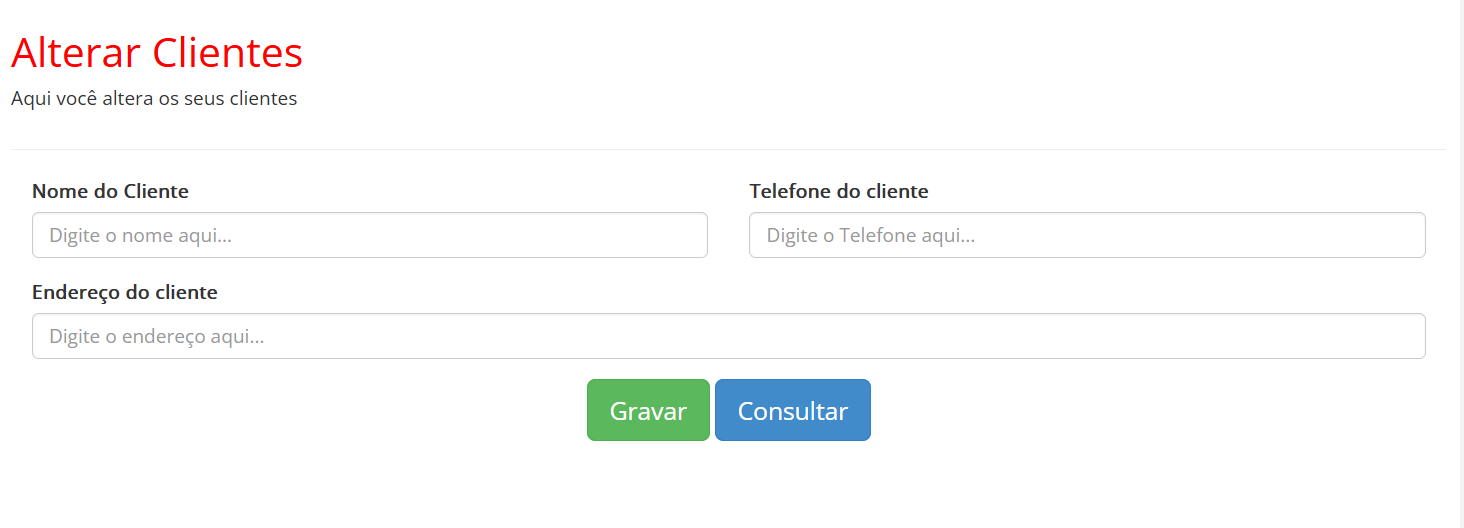 Alterar Clientes
Aqui você altera os seus clientes
Nome do Cliente
Telefone do cliente
Digite o nome aqui...
Digite o Telefone aqui...
Endereço do cliente
Digite o endereço aqui...
Gravar
Consultar